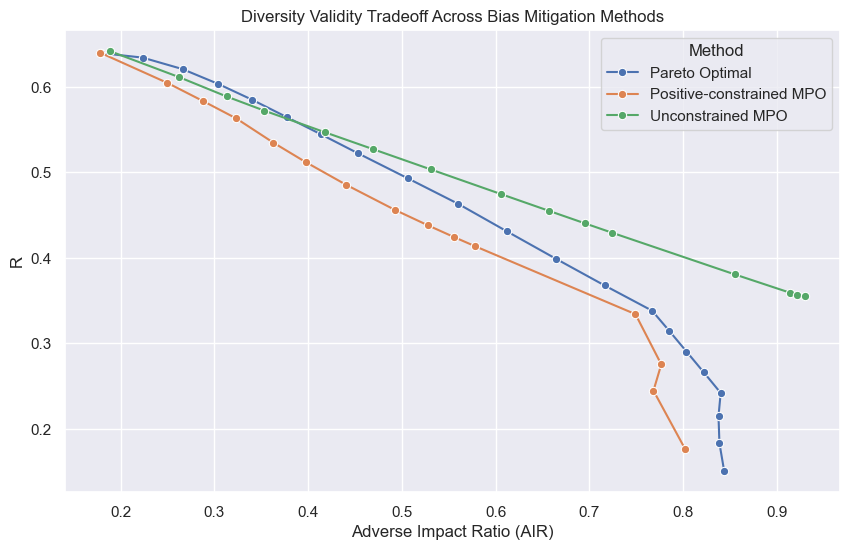 Diversity Validity Tradeoff Across Bias Mitigation Methods
Method
Pareto Optimal
Positive-constrained MPO
Unconstrained MPO
R
0.6
0.5
0.4
0.3
0.2
0.2 0.3 0.4 0.5 0.6 0.7 0.8 0.9
Adverse Impact Ratio (AIR)